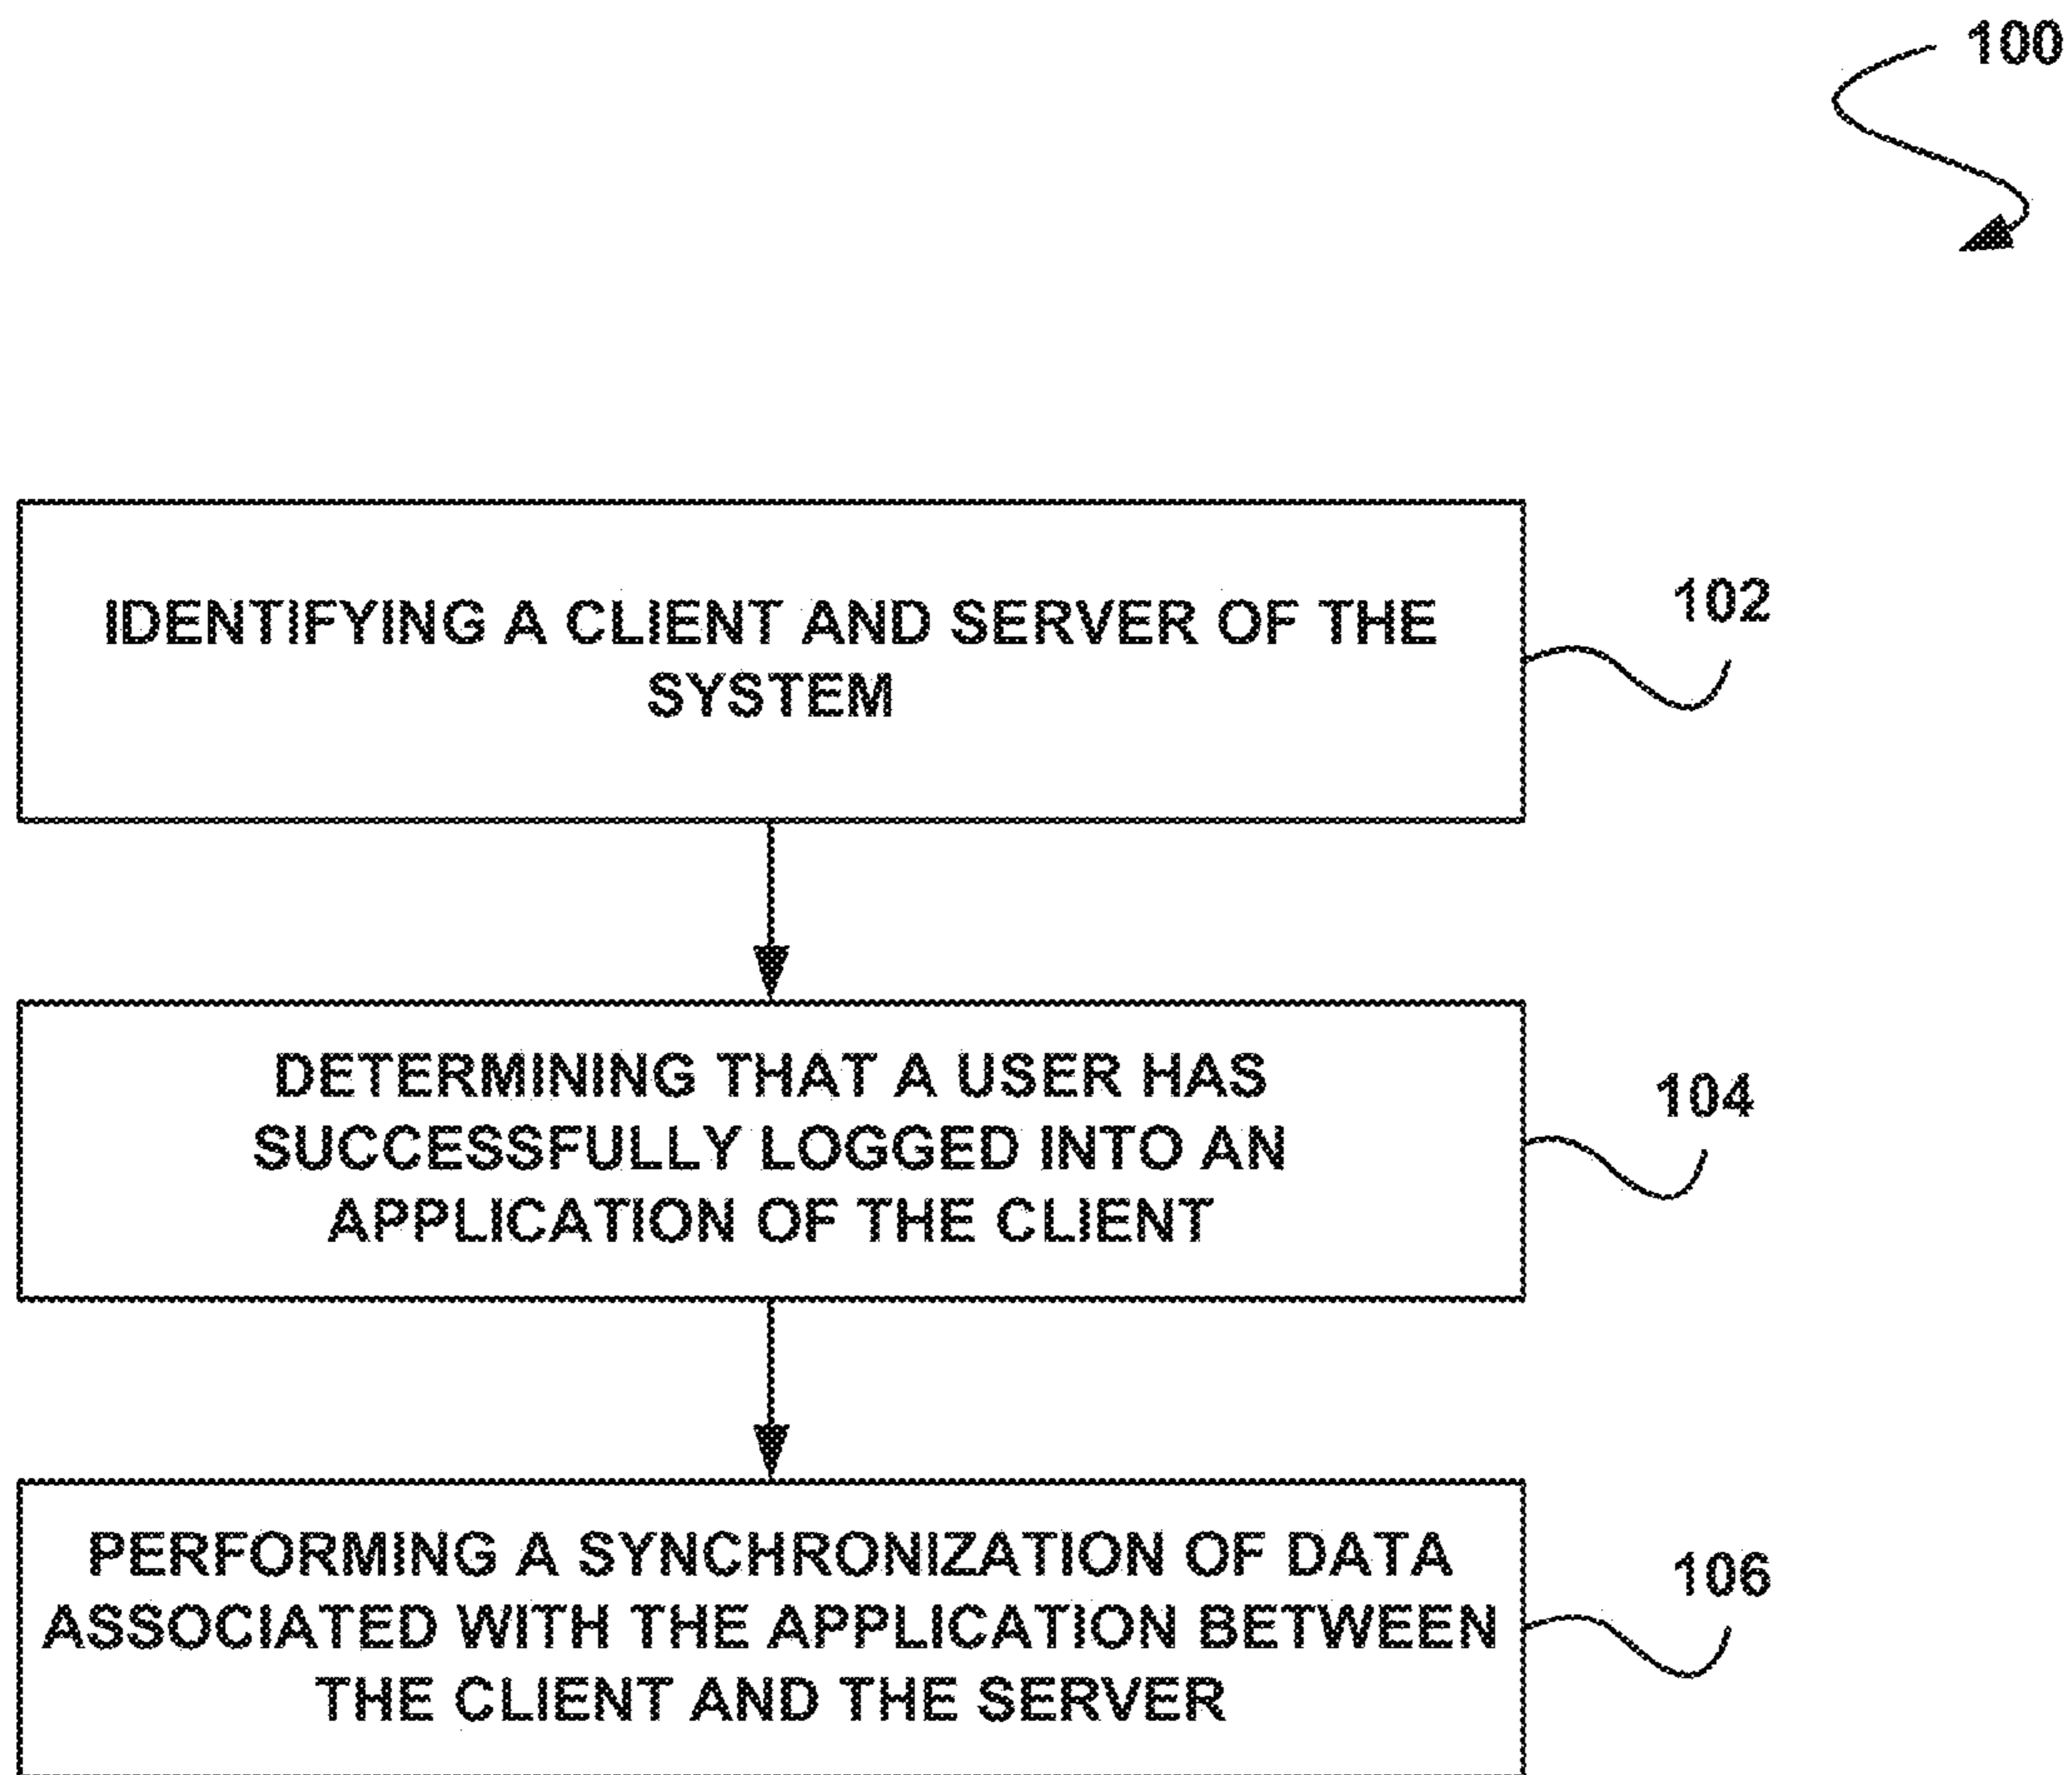 100
IDENTIFYING A CLIENT AND SERVER OF THE
SYSTEM
102
DETERMINING THAT A USER HAS
SUCCESSFULLY LOGGED INTO AN
APPLICATION OF THE CLIENT
104
PERFORMING A SYNCHRONIZATION OF DATA
ASSOCIATED WITH THE APPLICATION BETWEEN
THE CLIENT AND THE SERVER
106